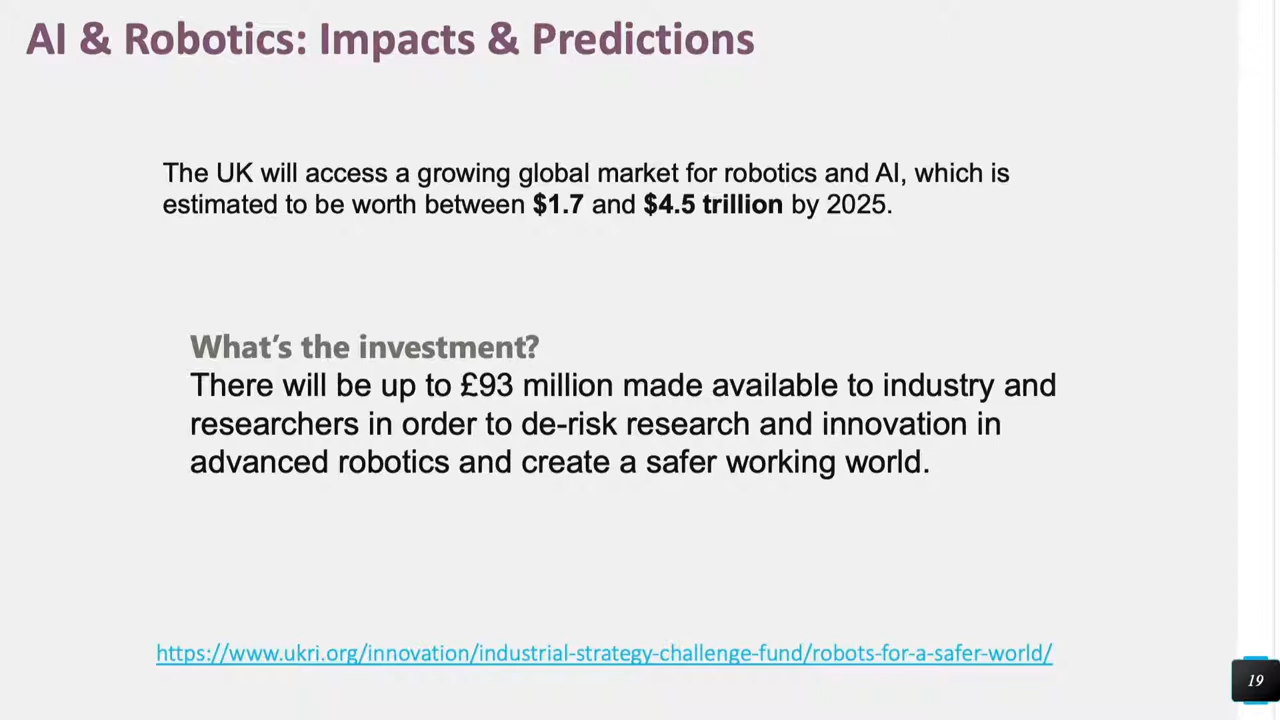 AI & Robotics: Impacts & Predictions
The UK will access a growing global market for robotics and AI, which is
estimated to be worth between $1.7 and $4.5 trillion by 2025.
What's the investment?
There will be up to £93 million made available to industry and
researchers in order to de-risk research and innovation in
advanced robotics and create a safer working world.
https://www.ukri.org/innovation/industrial-strategy-challenge-fund/robots-for-a-safer-world/
19